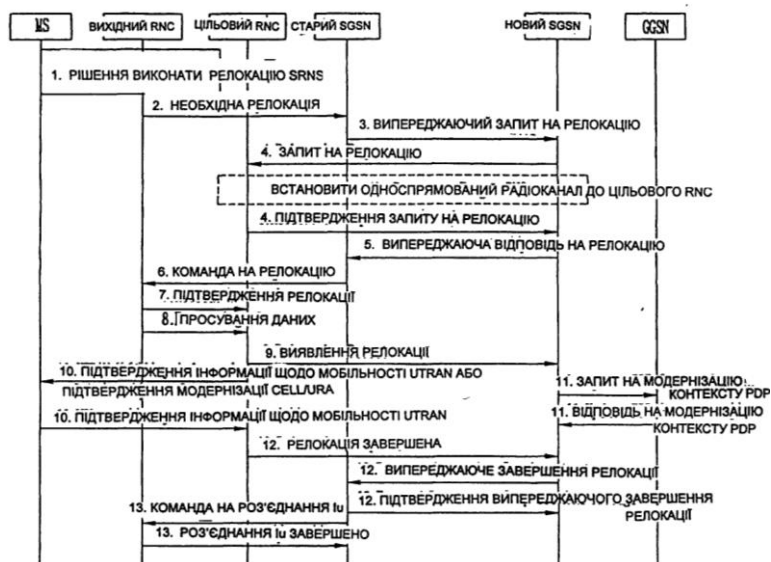 MS
ВИХІДНИЙ RNC
ЦІЛЬОВИЙ RNC
СТАРИЙ SGSN
НОВИЙ SGSN
GGSN
1. РІШЕННЯ ВИКОНАТИ РЕЛОКАЦІЮ SRNS
2. НЕОБХІДНА РЕЛОКАЦІЯ
3. ВИПЕРЕДЖАЮЧИЙ ЗАПИТ НА РЕЛОКАЦІЮ
4. ЗАПИТ НА РЕЛОКАЦІЮ
ВСТАНОВИТИ ОДНОСПРЯМОВАНИЙ РАДІОКАНАЛ ДО ЦІЛЬОВОГО RNC
4. ПІДТВЕРДЖЕННЯ ЗАПИТУ НА РЕЛОКАЦІЮ
5. ВИПЕРЕДЖАЮЧА ВІДПОВІДЬ НА РЕЛОКАЦІЮ
6. КОМАНДА НА РЕЛОКАЦІЮ
7. ПІДТВЕРДЖЕННЯ РЕЛОКАЦІЇ
8. ПРОСУВАННЯ ДАНИХ
9. ВИЯВЛЕННЯ РЕЛОКАЦІЇ
10. ПІДТВЕРДЖЕННЯ ІНФОРМАЦІЇ ЩОДО МОБІЛЬНОСТІ UTRAN АБО
ПІДТВЕРДЖЕННЯ МОДЕРНІЗАЦІЇ CELL/URA
11. ЗАПИТ НА МОДЕРНІЗАЦІЮ
КОНТЕКСТУ PDP
10. ПІДТВЕРДЖЕННЯ ІНФОРМАЦІЇ ЩОДО МОБІЛЬНОСТІ UTRAN
11. ВІДПОВІДЬ НА МОДЕРНІЗАЦІЮ
КОНТЕКСТУ PDP
12. РЕЛОКАЦІЯ ЗАВЕРШЕНА
12. ВИПЕРЕДЖАЮЧЕ ЗАВЕРШЕННЯ РЕЛОКАЦІЇ
12. ПІДТВЕРДЖЕННЯ ВИПЕРЕДЖАЮЧОГО ЗАВЕРШЕННЯ
РЕЛОКАЦІЇ
13. КОМАНДА НА РОЗ'ЄДНАННЯ Iu
13. РОЗ'ЄДНАННЯ Iu ЗАВЕРШЕНО